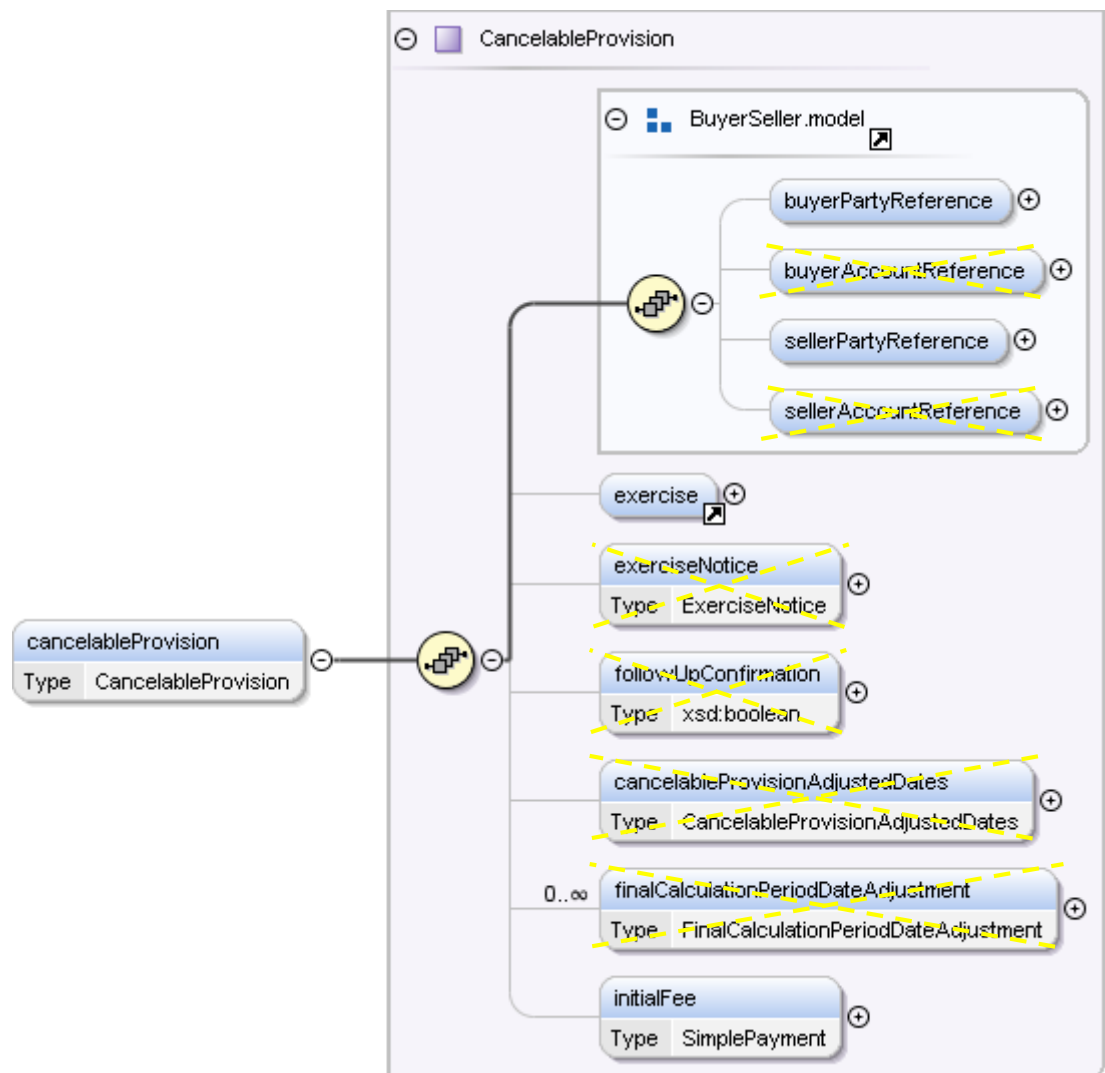 CancelableProvision
BuyerSeller.model
buyerPartyReference
buyerAccountReference
sellerPartyReference
sellerAccountReference
exercise
exerciseNotice
Type ExerciseNotice
cancelableProvision
Type CancelableProvision
followUpConfirmation
Type xsd:boolean
cancelableProvisionAdjustedDates
Type CancelableProvisionAdjustedDates
0..∞ finalCalculationPeriodDateAdjustment
Type FinalCalculationPeriodDateAdjustment
initialFee
Type SimplePayment